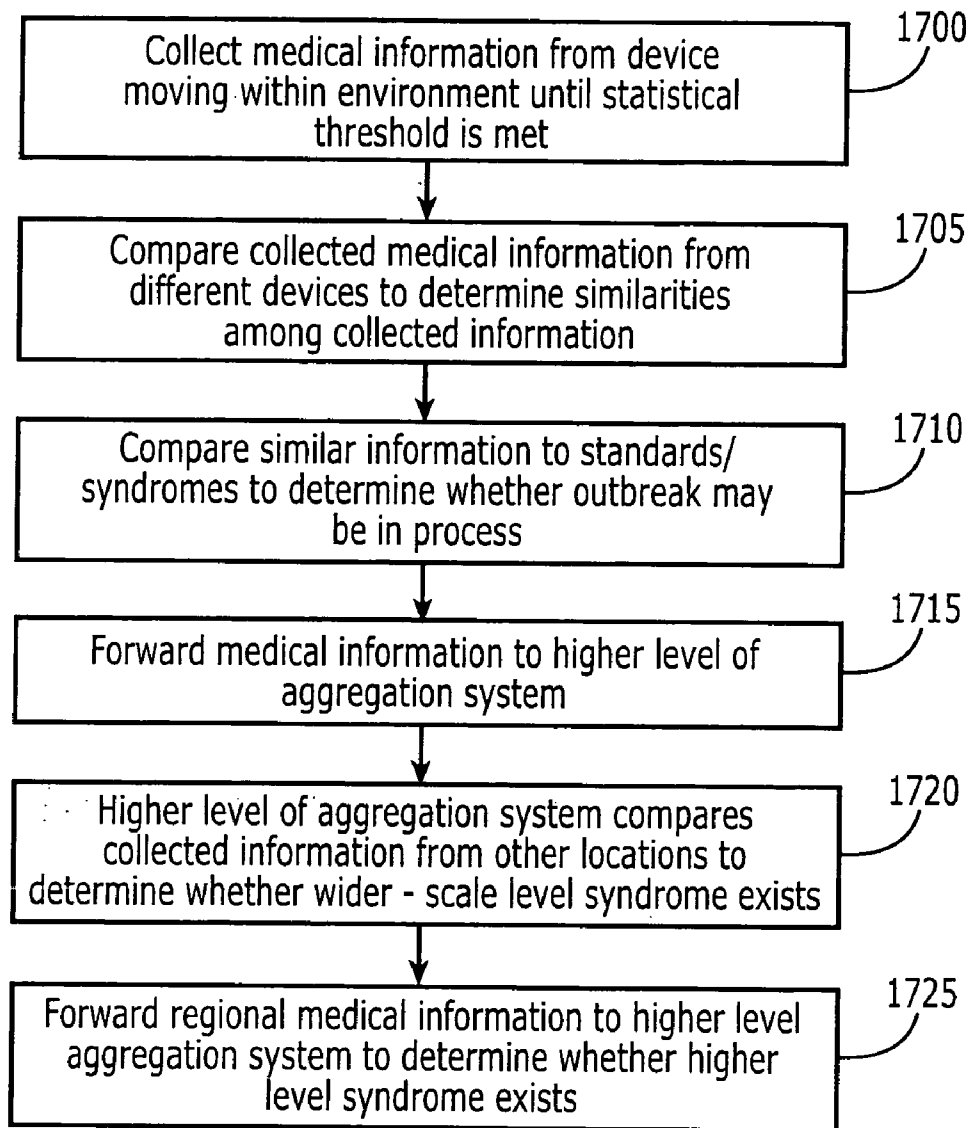 1700
Collect medical information from device
moving within environment until statistical
threshold is met
1705
Compare collected medical information from
different devices to determine similarities
among collected information
1710
Compare similar information to standards/
syndromes to determine whether outbreak may
be in process
1715
Forward medical information to higher level of
aggregation system
1720
Higher level of aggregation system compares
collected information from other locations to
determine whether wider - scale level syndrome exists
1725
Forward regional medical information to higher level
aggregation system to determine whether higher
level syndrome exists